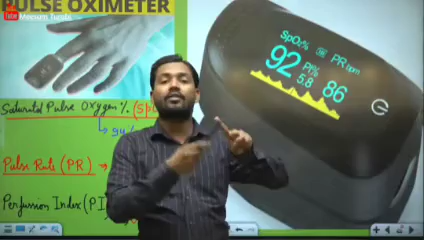 PULSE OXIMETER
Saturated Pulse Oxygen % (Sp
Pulse Rate (PR) →
Perfusion Index (PI)
SpO₂%
PR bpm
92
PI%
5.8
86